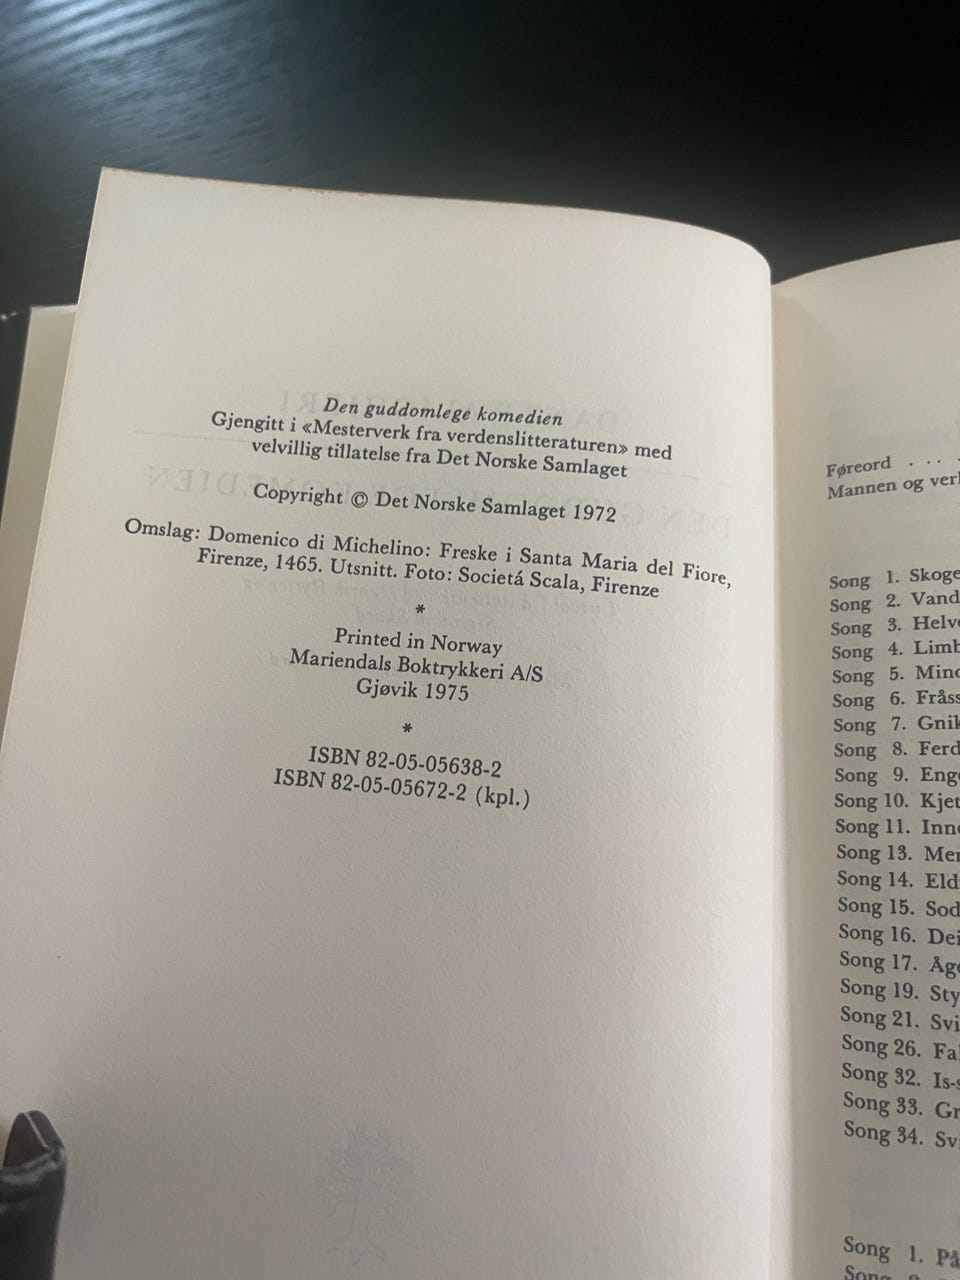 Den guddomlege komedien
Gjengitt i «Mesterverk fra verdenslitteraturen» med
velvillig tillatelse fra Det Norske Samlaget
Copyright © Det Norske Samlaget 1972
Omslag: Domenico di Michelino: Freske i Santa Maria del Fiore,
Firenze, 1465. Utsnitt. Foto: Societá Scala, Firenze
*
Printed in Norway
Mariendals Boktrykkeri A/S
Gjøvik 1975
*
ISBN 82-05-05638-2
ISBN 82-05-05672-2 (kpl.)
Føreord . . . .
Mannen og
Song 1.
Song 2.
Song 3.
Song 4.
Song 5.
Song 6.
Song 7.
Song 8.
Song 9.
Song 10.
Song 11.
Song 13.
Song 14.
Song 15.
Song 16.
Song 17.
Song 19.
Song 21.
Song 26.
Song 32.
Song 33.
Song 34.
Song 1.